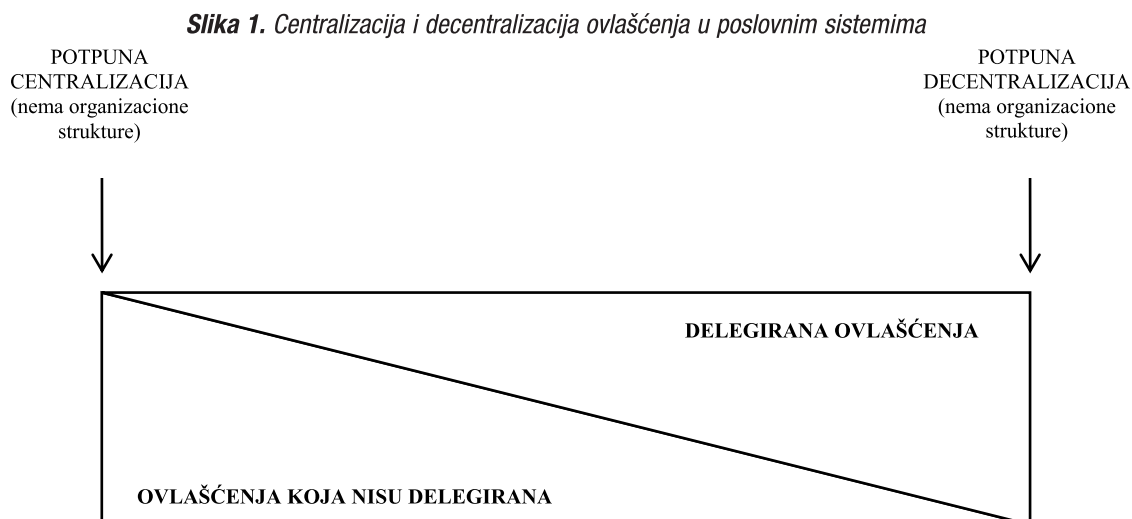 Slika 1. Centralizacija i decentralizacija ovlašćenja u poslovnim sistemima
POTPUNA
CENTRALIZACIJA
(nema organizacione
strukture)
POTPUNA
DECENTRALIZACIJA
(nema organizacione
strukture)
DELEGIRANA OVLAŠĆENJA
OVLAŠĆENJA KOJA NISU DELEGIRANA